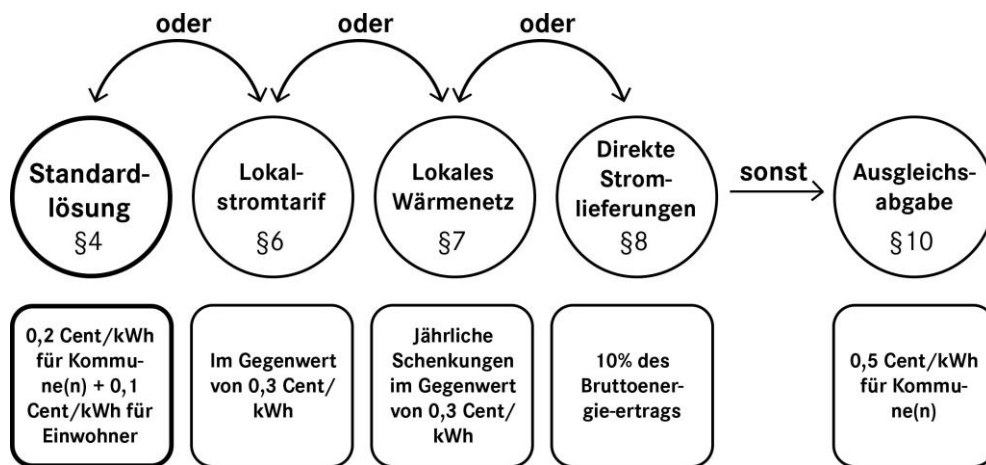 oder
oder
oder
Standard-
lösung
§4
Lokal-
stromtarif
§6
Lokales
Wärmenetz
§7
Direkte
Strom-
lieferungen
§8
sonst
Ausgleichs-
abgabe
§10
0,2 Cent/kWh
für Kommu-
ne(n) + 0,1
Cent/kWh für
Einwohner
Im Gegenwert
von 0,3 Cent/
kWh
Jährliche
Schenkungen
im Gegenwert
von 0,3 Cent/
kWh
10% des
Bruttoener-
gie-ertrags
0,5 Cent/kWh
für Kommu-
ne(n)